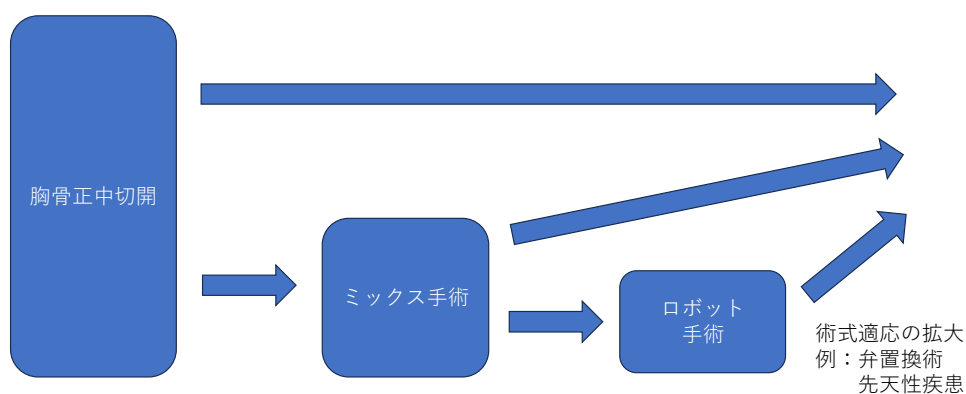 胸骨正中切開
ミックス手術
ロボット
手術
術式適応の拡大
例：弁置換術
先天性疾患